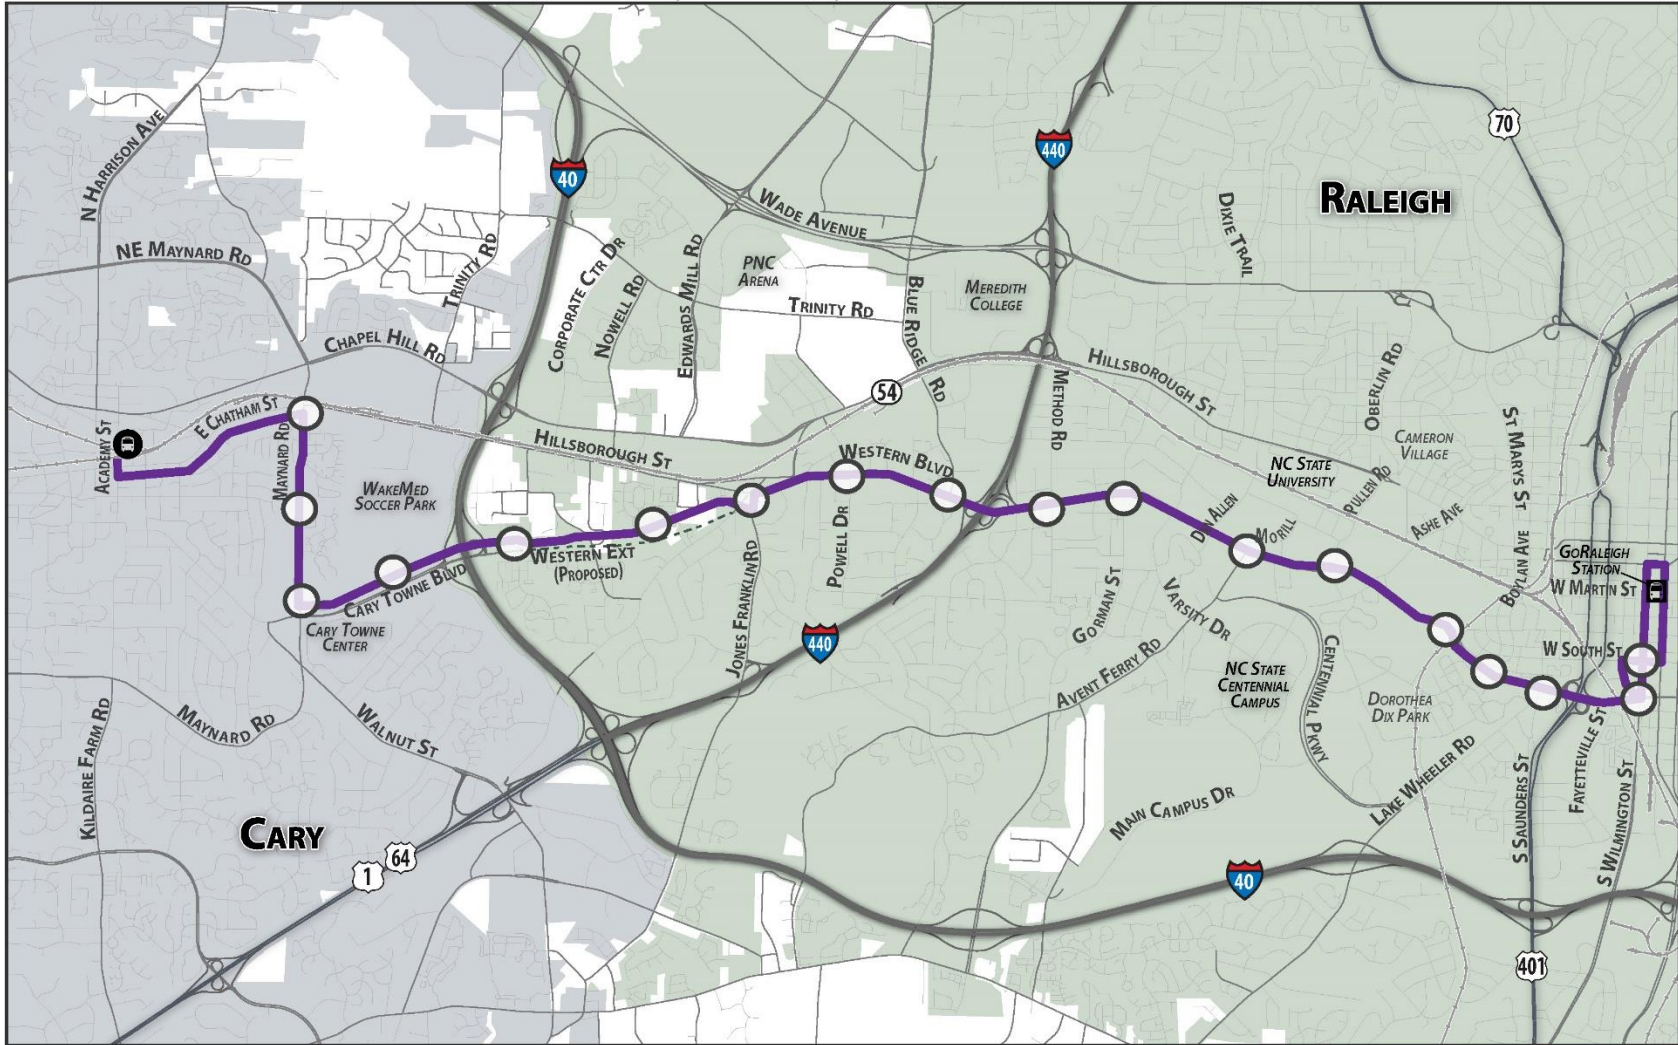 70
440
40
N HARRISON AVE
RALEIGH
WADE AVENUE
DIXIE TRAIL
NE MAYNARD RD
TRINITY RD
CORPORATE CTR DR
NOWELL RD
EDWARDS MILL RD
PNC
ARENA
TRINITY RD
BLUE RIDGE RD
MEREDITH
COLLEGE
CHAPEL HILL RD
HILLSBOROUGH ST
METHOD RD
54
OBERLIN RD
ST MARYS ST
CAMERON
VILLAGE
E CHATHAM ST
ACADEMY ST
MAYNARD RD
HILLSBOROUGH ST
WESTERN BLVD
NC STATE
UNIVERSITY
PULLEN RD
WAKEMED
SOCCER PARK
DAN ALLEN
MORILL
ASHE AVE
BOYLAN AVE
GORALEIGH
STATION
W MARTIN ST
WESTERN EXT
(PROPOSED)
POWELL DR
CARY TOWNE BLVD
JONES FRANKLIN RD
GORMAN ST
VARSITY DR
CARY TOWNE
CENTER
440
AVENT FERRY RD
NC STATE
CENTENNIAL
CAMPUS
CENTENNIAL PKWY
W SOUTH ST
DOROTHEA
DIX PARK
MAYNARD RD
WALNUT ST
KILDAIRE FARM RD
LAKE WHEELER RD
S SAUNDERS ST
FAYETTEVILLE ST
S WILMINGTON ST
MAIN CAMPUS DR
CARY
1
64
40
401